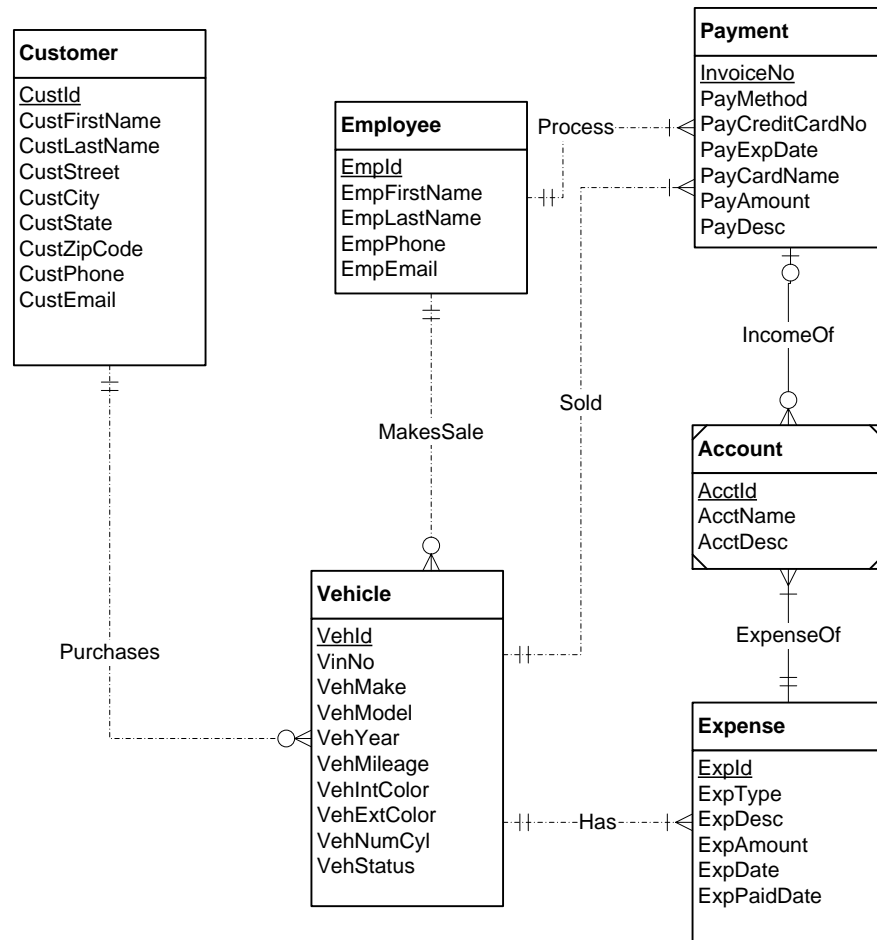 Customer
CustId
CustFirstName
CustLastName
CustStreet
CustCity
CustState
CustZipCode
CustPhone
CustEmail
Employee
EmpId
EmpFirstName
EmpLastName
EmpPhone
EmpEmail
Process
Payment
InvoiceNo
PayMethod
PayCreditCardNo
PayExpDate
PayCardName
PayAmount
PayDesc
IncomeOf
Sold
MakesSale
Account
AcctId
AcctName
AcctDesc
Purchases
Vehicle
VehId
VinNo
VehMake
VehModel
VehYear
VehMileage
VehIntColor
VehExtColor
VehNumCyl
VehStatus
ExpenseOf
Has
Expense
ExpId
ExpType
ExpDesc
ExpAmount
ExpDate
ExpPaidDate